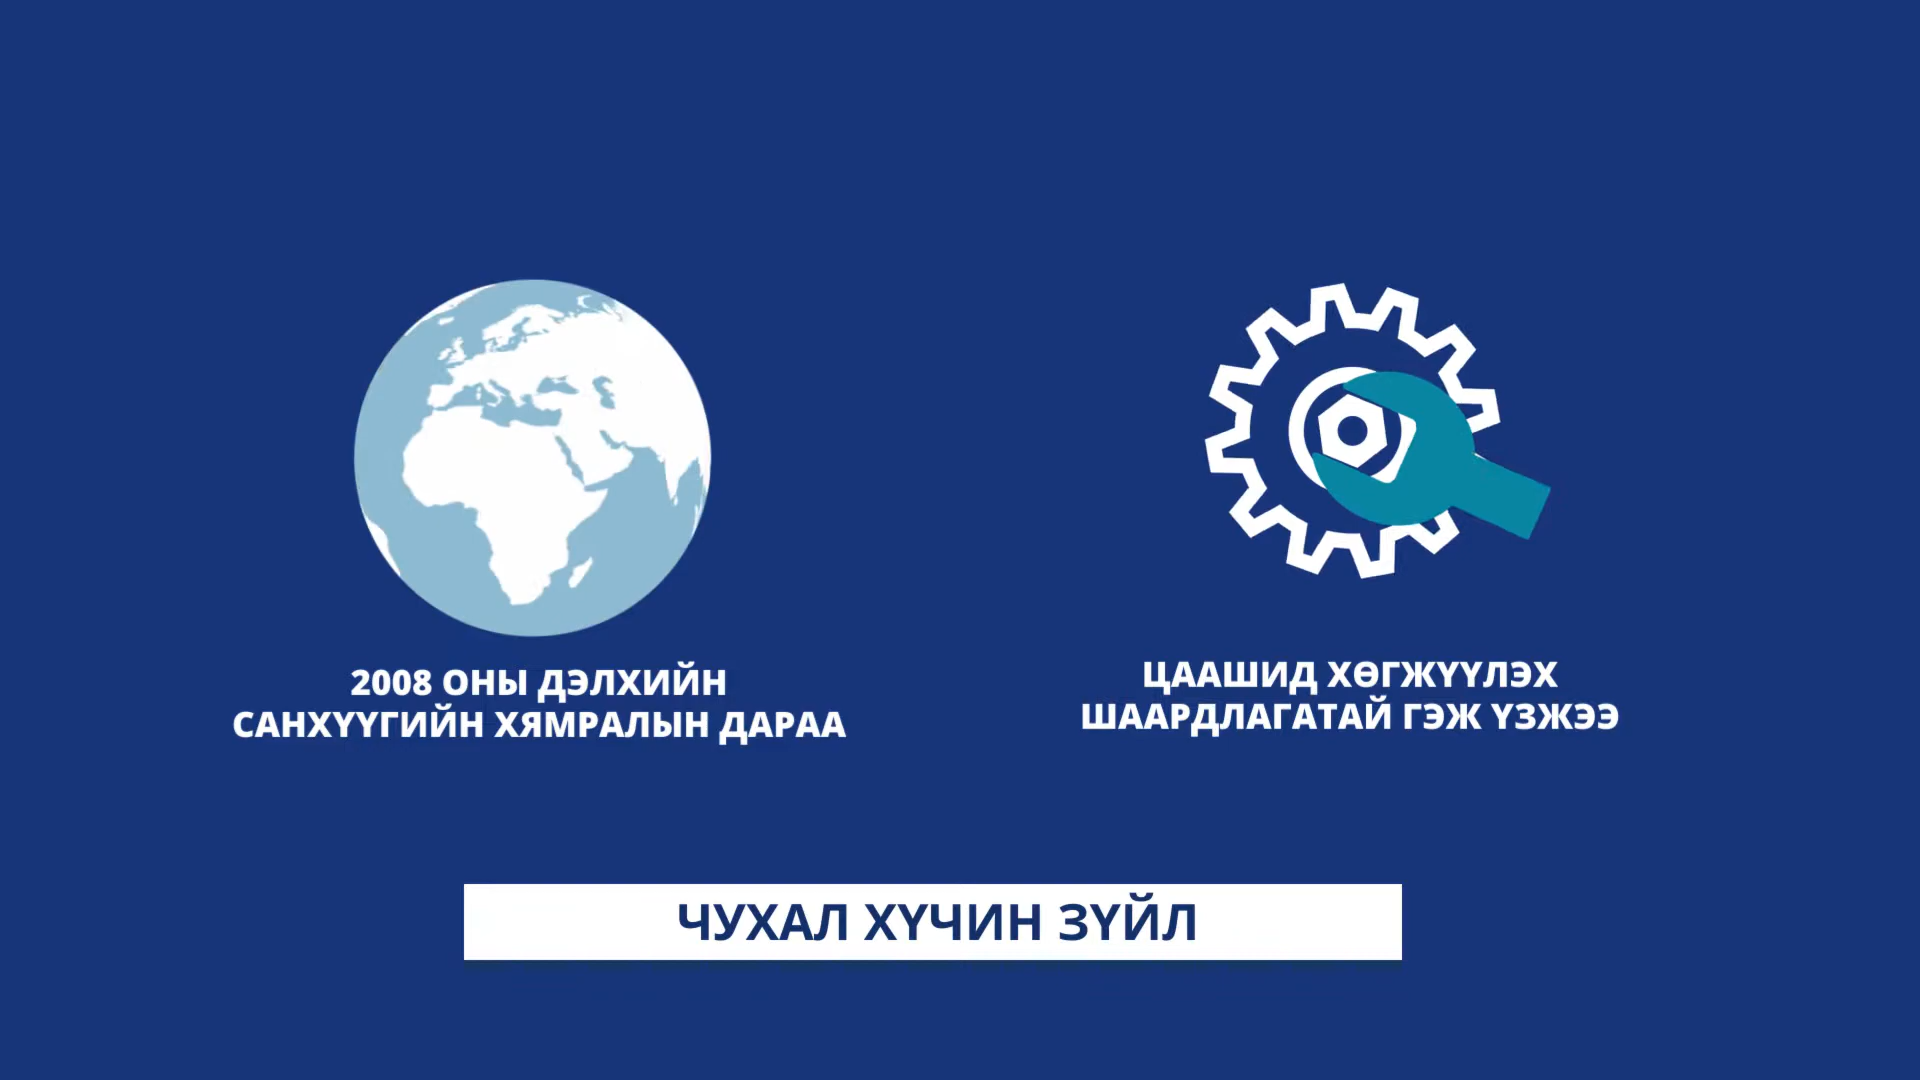 2008 ОНЫ ДЭЛХИЙН
САНХҮҮГИЙН ХЯМРАЛЫН ДАРАА
ЦААШИД ХӨГЖҮҮЛЭХ
ШААРДЛАГАТАЙ ГЭЖ ҮЗЖЭЭ
ЧУХАЛ ХҮЧИН ЗҮЙЛ